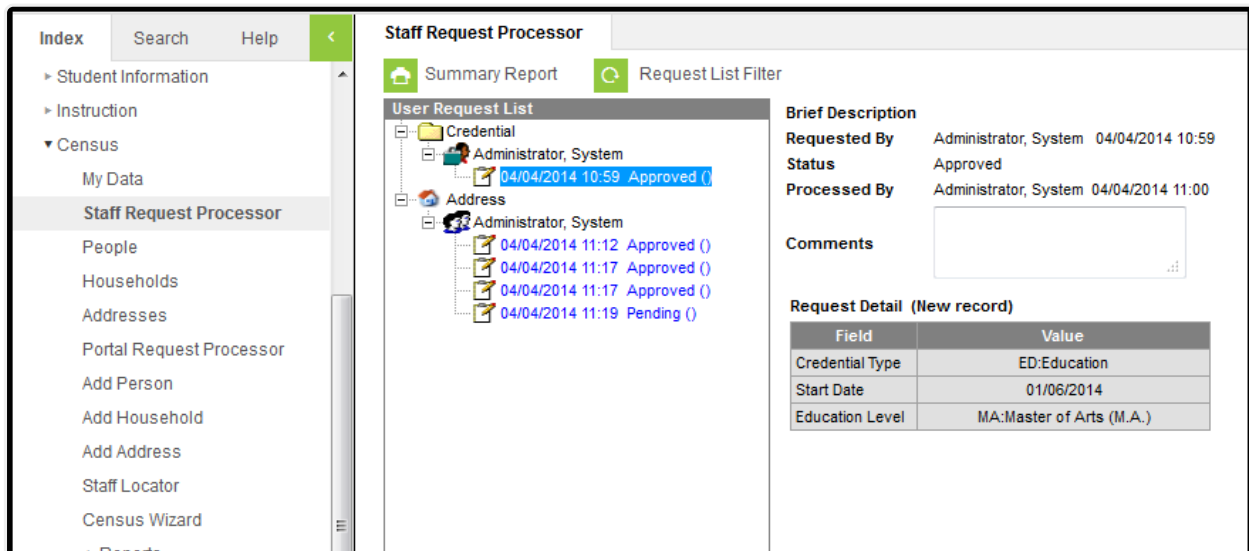 Index Search Help <
Student Information
Instruction
Census
My Data
Staff Request Processor
People
Households
Addresses
Portal Request Processor
Add Person
Add Household
Add Address
Staff Locator
Census Wizard
Staff Request Processor
Summary Report Request List Filter
User Request List
Credential
Administrator, System
04/04/2014 10:59 Approved ()
Address
Administrator, System
04/04/2014 11:12 Approved ()
04/04/2014 11:17 Approved ()
04/04/2014 11:17 Approved ()
04/04/2014 11:19 Pending ()
Brief Description
Requested By Administrator, System 04/04/2014 10:59
Status Approved
Processed By Administrator, System 04/04/2014 11:00
Comments
Request Detail (New record)
Field Value
Credential Type ED:Education
Start Date 01/06/2014
Education Level MA:Master of Arts (M.A.)